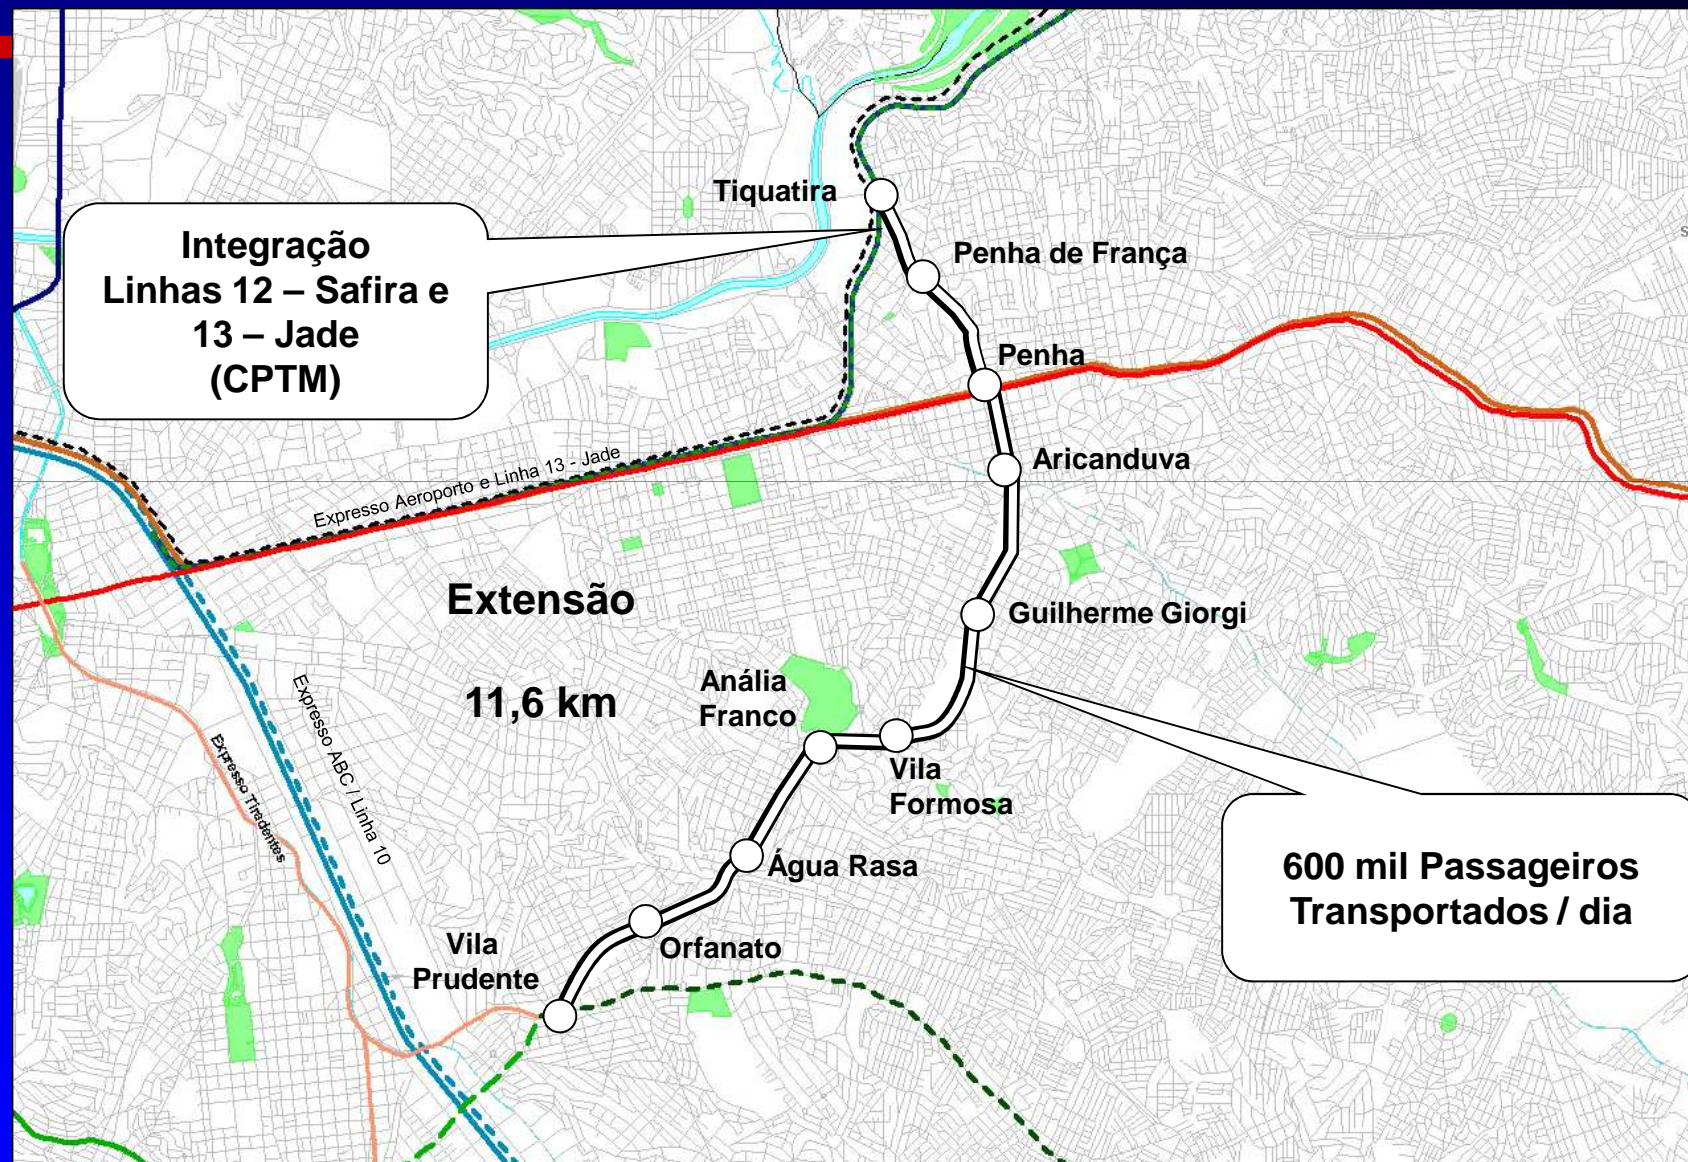 Tiquatira
Integração
Linhas 12 – Safira e
13 – Jade
(CPTM)
Penha de França
Penha
Aricanduva
Expresso Aeroporto e Linha 13 - Jade
Extensão
11,6 km
Guilherme Giorgi
Anália
Franco
Expresso ABC / Linha 10
Expresso Tiradentes
Vila
Formosa
Água Rasa
600 mil Passageiros
Transportados / dia
Orfanato
Vila
Prudente